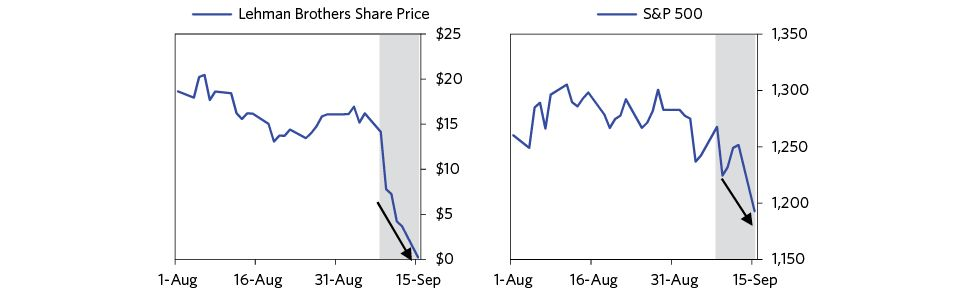 Lehman Brothers Share Price
$25
$20
$15
$10
$5
$0
1-Aug 16-Aug 31-Aug 15-Sep
S&P 500
1,350
1,300
1,250
1,200
1,150
1-Aug 16-Aug 31-Aug 15-Sep